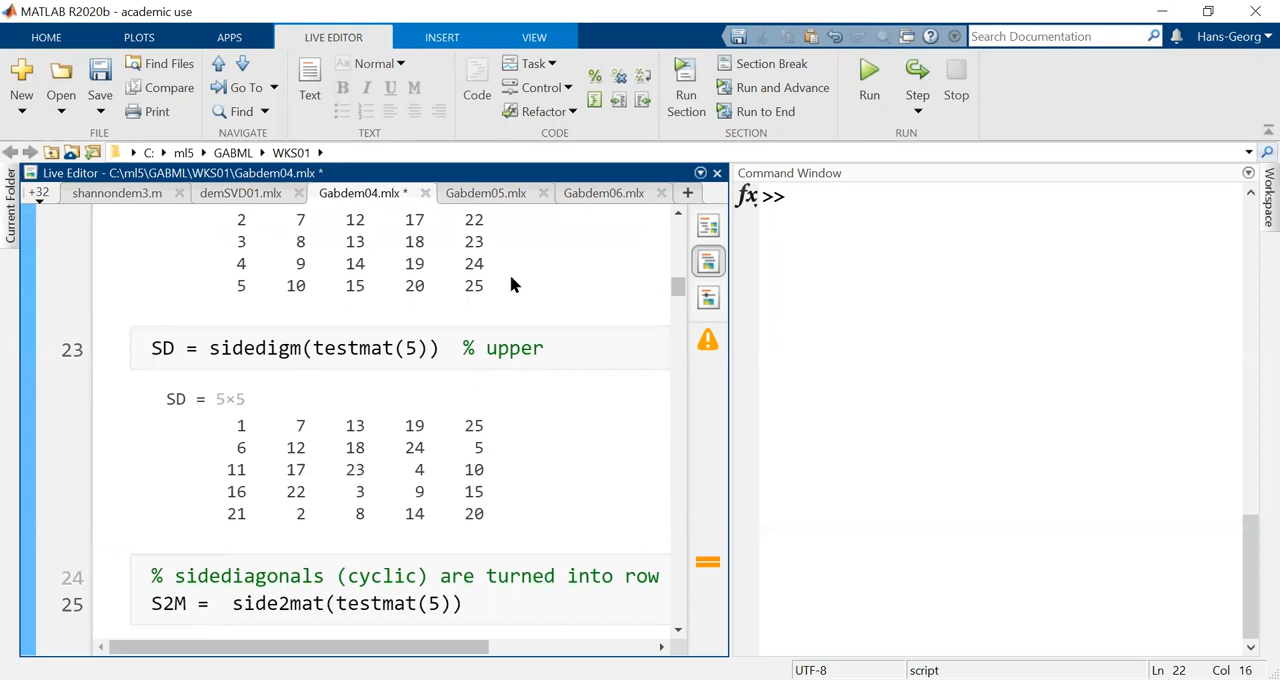 MATLAB R2020b - academic use
HOME PLOTS APPS LIVE EDITOR INSERT VIEW Search Documentation Hans-Georg
New Open Save Find Files Compare Print FILE
Go To Find NAVIGATE
Text Aa Normal B I U M TEXT
Code Task Control Refactor CODE
Run Section Section Break Run and Advance Run to End SECTION
Run Step Stop RUN
C: ml5 GABML WKS01
Current Folder
Live Editor - C:\ml5\GABML\WKS01\Gabdem04.mlx *
+32 shannondem3.m demSVD01.mlx Gabdem04.mlx * Gabdem05.mlx Gabdem06.mlx +
2 7 12 17 22
3 8 13 18 23
4 9 14 19 24
5 10 15 20 25
23 SD = sidedigm(testmat(5)) % upper
SD = 5×5
1 7 13 19 25
6 12 18 24 5
11 17 23 4 10
16 22 3 9 15
21 2 8 14 20
24 % sidediagonals (cyclic) are turned into row
25 S2M = side2mat(testmat(5))
Command Window
fx >>
Workspace
UTF-8 script Ln 22 Col 16